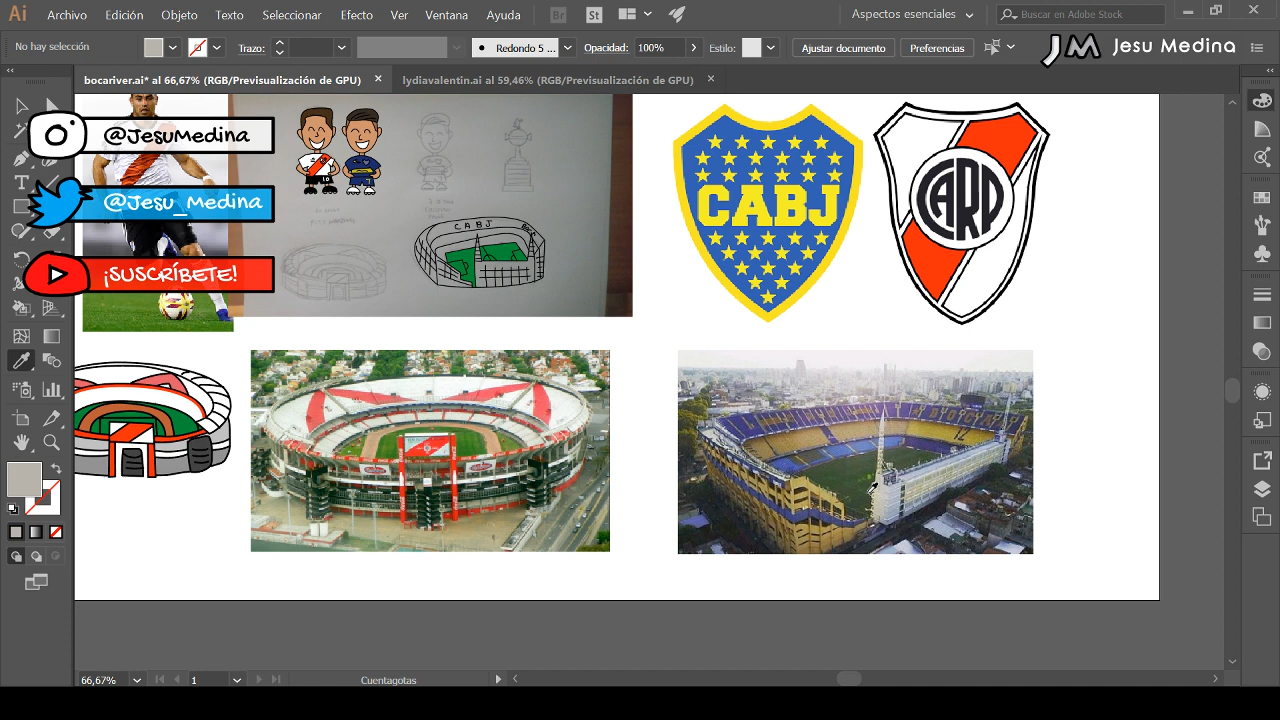 Ai Archivo Edición Objeto Texto Seleccionar Efecto Ver Ventana Ayuda Br St Aspectos esenciales Buscar en Adobe Stock
No hay selección Trazo: Redondo 5 ... Opacidad: 100% Estilo: Ajustar documento Preferencias
JM Jesu Medina
bocariver.ai* al 66,67% (RGB/Previsualización de GPU) × lydiavalentin.ai al 59,46% (RGB/Previsualización de GPU) ×
@JesuMedina
@Jesu_Medina
¡SUSCRÍBETE!
10
CABJ
CABJ
CARP
12
66,67% 1 Cuentagotas